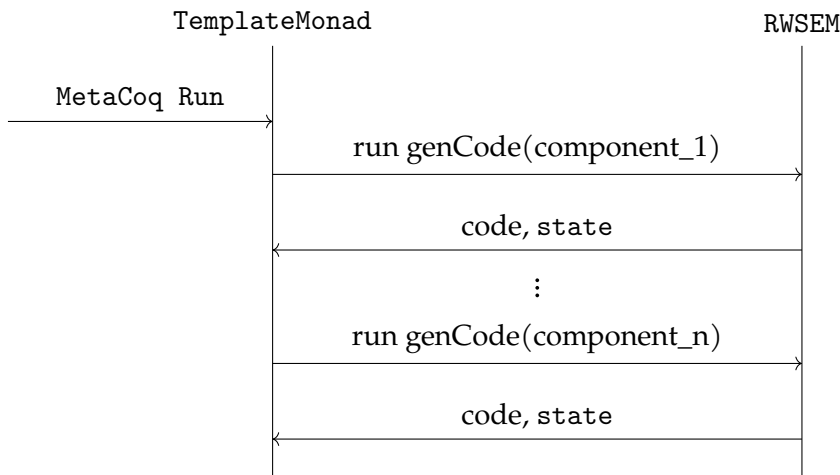 TemplateMonad RWSEM
MetaCoq Run
run genCode(component_1)
code, state
⋮
run genCode(component_n)
code, state